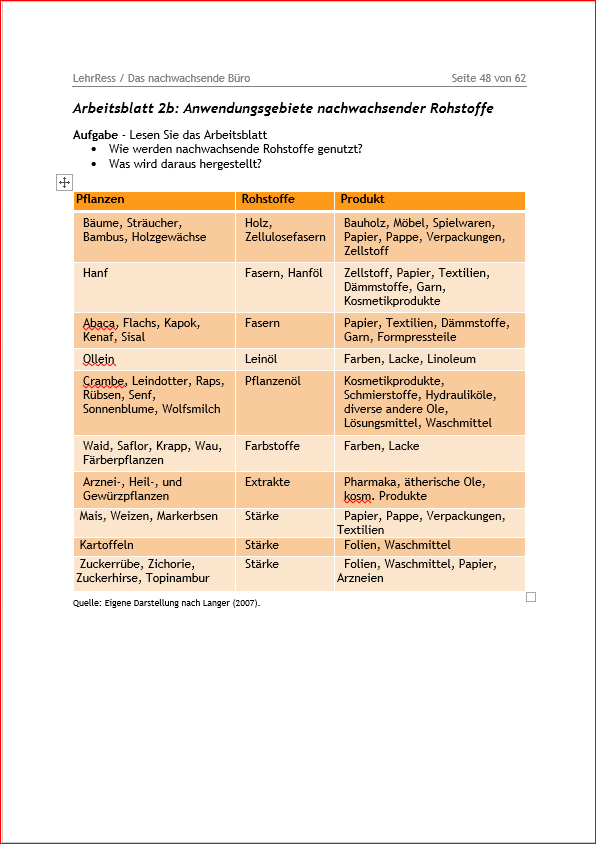 LehrRess / Das nachwachsende Büro Seite 48 von 62
Arbeitsblatt 2b: Anwendungsgebiete nachwachsender Rohstoffe
Aufgabe - Lesen Sie das Arbeitsblatt
• Wie werden nachwachsende Rohstoffe genutzt?
• Was wird daraus hergestellt?
Pflanzen Rohstoffe Produkt
Bäume, Sträucher, Holz, Bauholz, Möbel, Spielwaren,
Bambus, Holzgewächse Zellulosefasern Papier, Pappe, Verpackungen,
Zellstoff
Hanf Fasern, Hanföl Zellstoff, Papier, Textilien,
Dämmstoffe, Garn,
Kosmetikprodukte
Abaca, Flachs, Kapok, Fasern Papier, Textilien, Dämmstoffe,
Kenaf, Sisal Garn, Formpressteile
Ollein Leinöl Farben, Lacke, Linoleum
Crambe, Leindotter, Raps, Pflanzenöl Kosmetikprodukte,
Rübsen, Senf, Schmierstoffe, Hydrauliköle,
Sonnenblume, Wolfsmilch diverse andere Ole,
Lösungsmittel, Waschmittel
Waid, Saflor, Krapp, Wau, Farbstoffe Farben, Lacke
Färberpflanzen
Arznei-, Heil-, und Extrakte Pharmaka, ätherische Ole,
Gewürzpflanzen kosm. Produkte
Mais, Weizen, Markerbsen Stärke Papier, Pappe, Verpackungen,
Textilien
Kartoffeln Stärke Folien, Waschmittel
Zuckerrübe, Zichorie, Stärke Folien, Waschmittel, Papier,
Zuckerhirse, Topinambur Arzneien
Quelle: Eigene Darstellung nach Langer (2007).